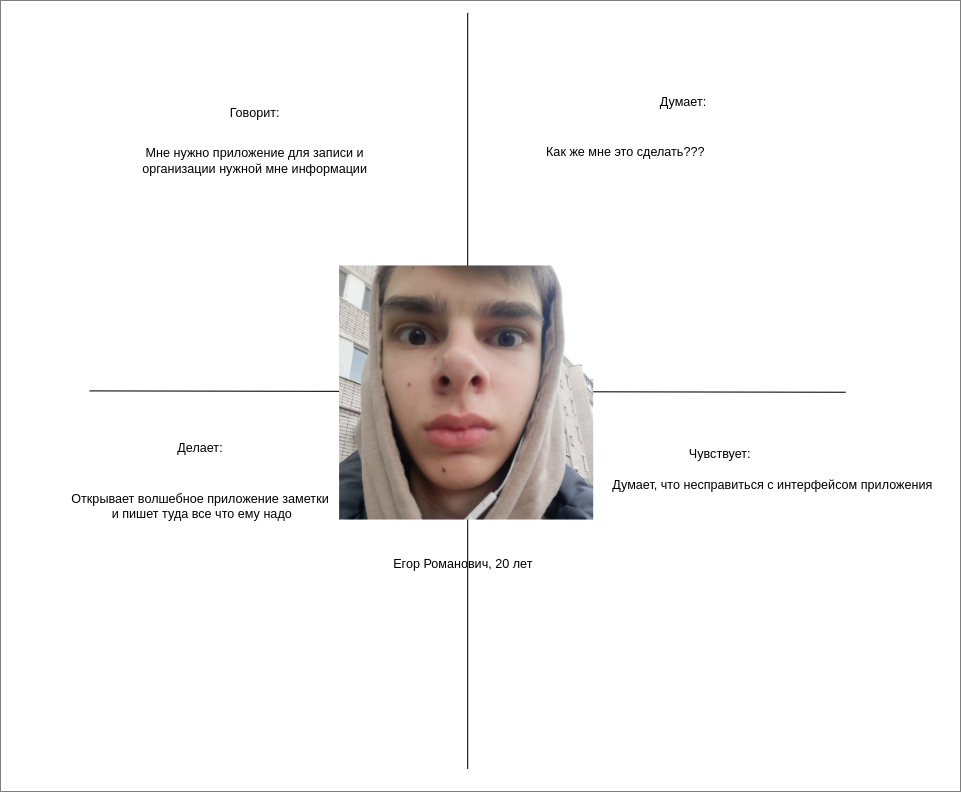 Говорит:
Мне нужно приложение для записи и
организации нужной мне информации
Думает:
Как же мне это сделать???
Делает:
Открывает волшебное приложение заметки
и пишет туда все что ему надо
Чувствует:
Думает, что несправиться с интерфейсом приложения
Егор Романович, 20 лет